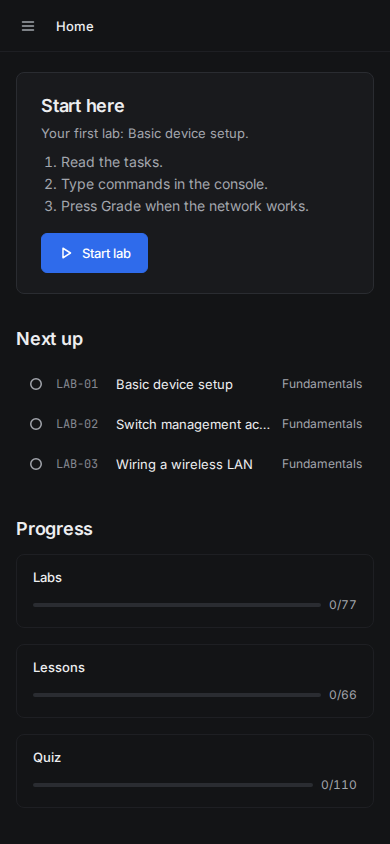 Home
Start here
Your first lab: Basic device setup.
1. Read the tasks.
2. Type commands in the console.
3. Press Grade when the network works.
Start lab
Next up
LAB-01 Basic device setup Fundamentals
LAB-02 Switch management ac... Fundamentals
LAB-03 Wiring a wireless LAN Fundamentals
Progress
Labs
0/77
Lessons
0/66
Quiz
0/110